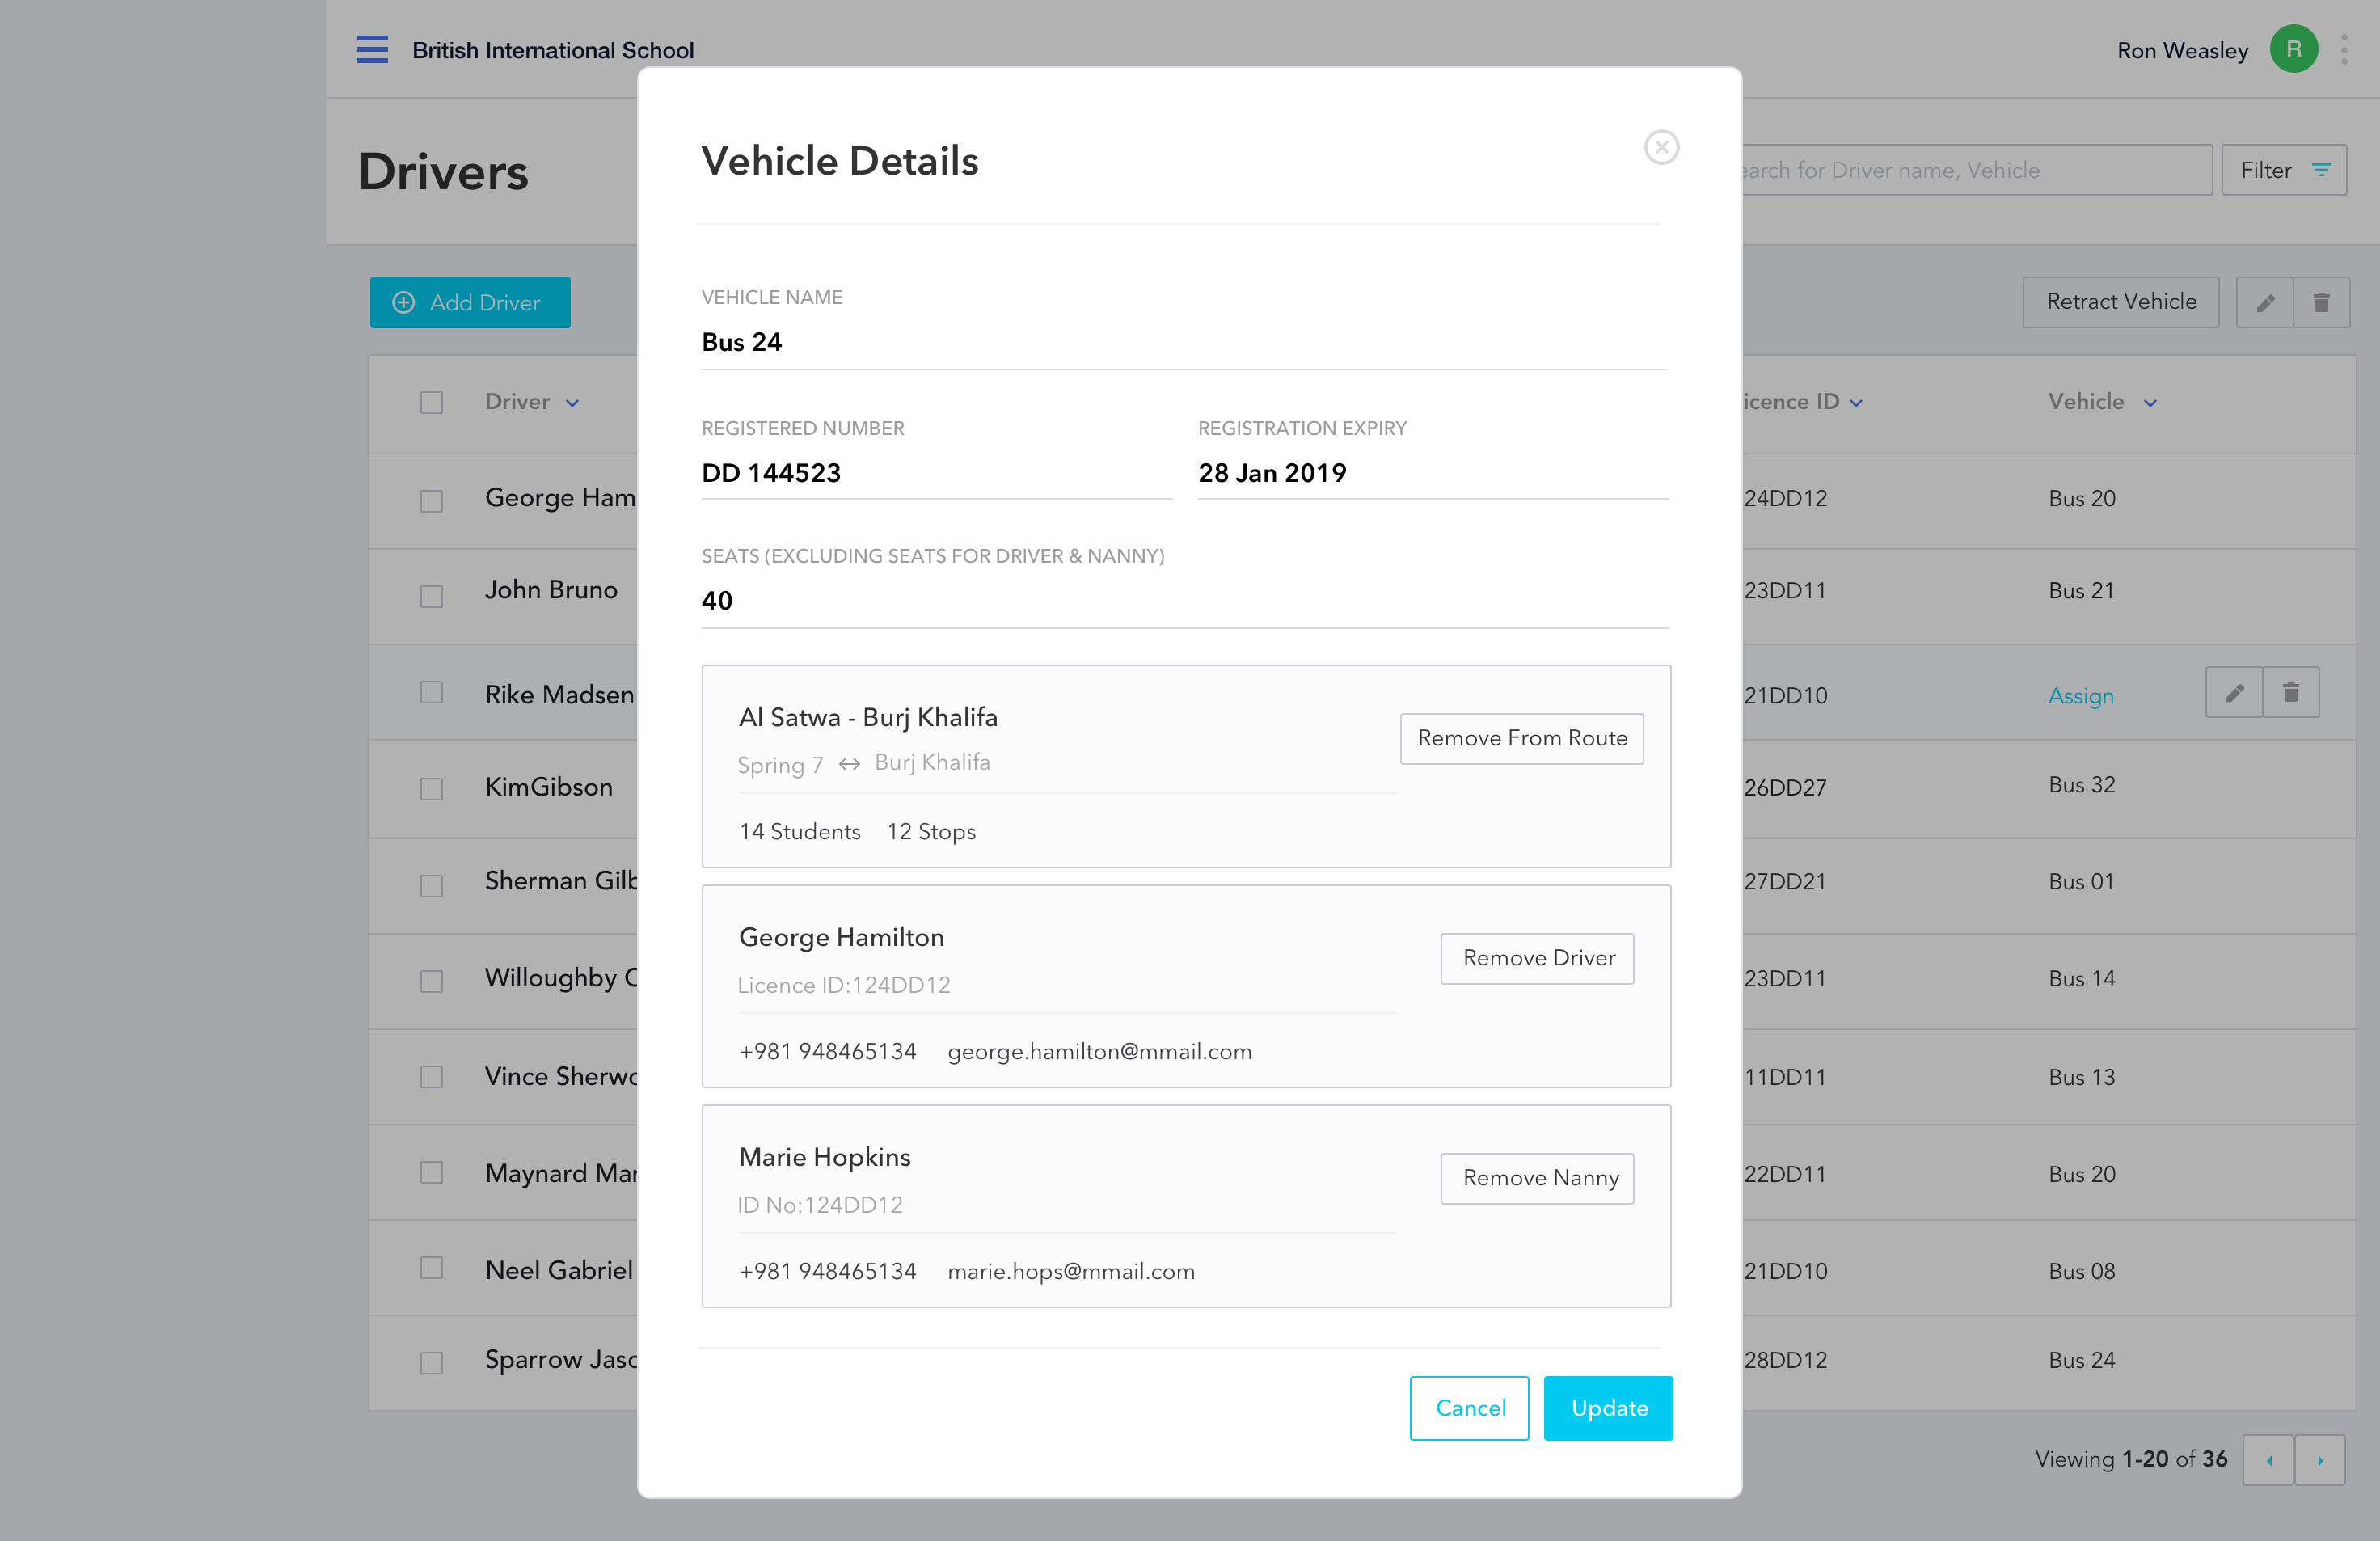 British International School
Ron Weasley R
Drivers
Vehicle Details
earch for Driver name, Vehicle
Filter
Add Driver
Retract Vehicle
VEHICLE NAME
Bus 24
Driver
icence ID
Vehicle
REGISTERED NUMBER
REGISTRATION EXPIRY
DD 144523
28 Jan 2019
George Ham
24DD12
Bus 20
SEATS (EXCLUDING SEATS FOR DRIVER & NANNY)
40
John Bruno
23DD11
Bus 21
Rike Madsen
21DD10
Assign
Al Satwa - Burj Khalifa
Remove From Route
Spring 7 ↔ Burj Khalifa
14 Students 12 Stops
KimGibson
26DD27
Bus 32
Sherman Gilb
27DD21
Bus 01
George Hamilton
Remove Driver
Licence ID:124DD12
+981 948465134 george.hamilton@mmail.com
Willoughby C
23DD11
Bus 14
Vince Sherwo
11DD11
Bus 13
Marie Hopkins
Remove Nanny
ID No:124DD12
+981 948465134 marie.hops@mmail.com
Maynard Mar
22DD11
Bus 20
Neel Gabriel
21DD10
Bus 08
Sparrow Jaso
28DD12
Bus 24
Cancel
Update
Viewing 1-20 of 36